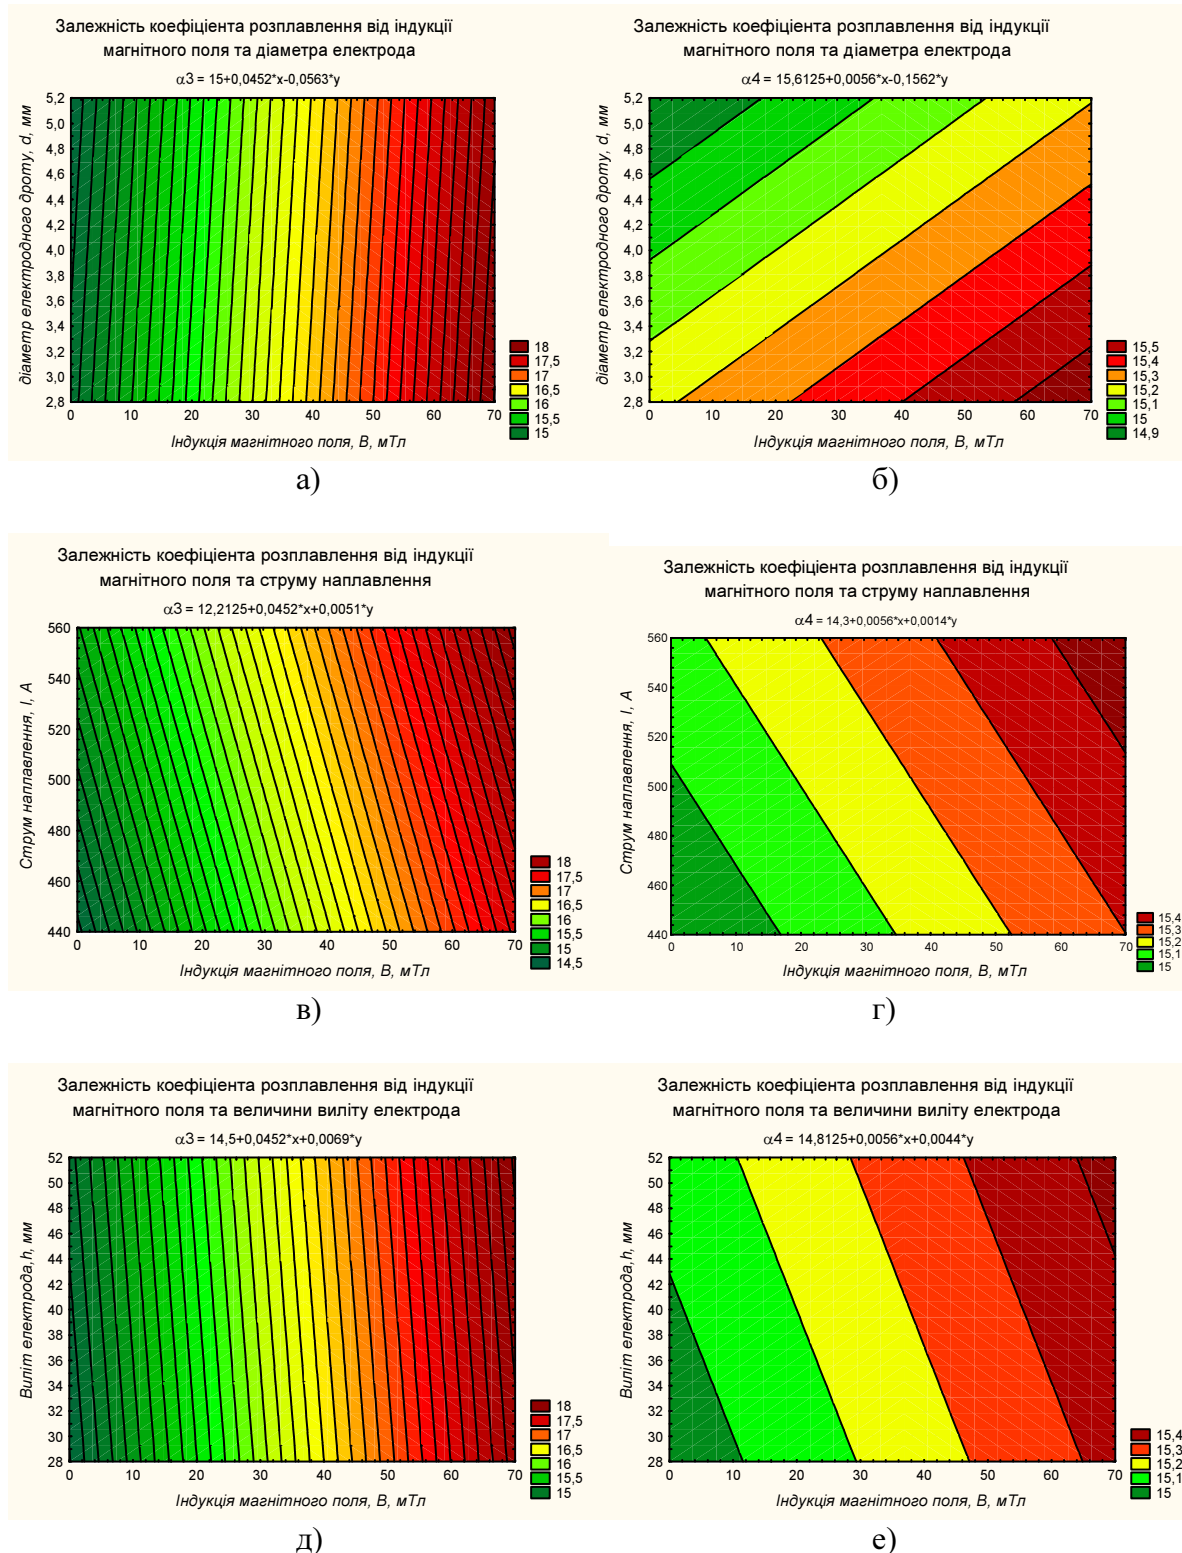 Залежність коефіцієнта розплавлення від індукції
магнітного поля та діаметра електрода
α3 = 15+0,0452*x-0,0563*y
діаметр електродного дроту, d, мм
5,2
5,0
4,8
4,6
4,4
4,2
4,0
3,8
3,6
3,4
3,2
3,0
2,8
0 10 20 30 40 50 60 70
Індукція магнітного поля, В, мТл
18
17,5
17
16,5
16
15,5
15
а)
Залежність коефіцієнта розплавлення від індукції
магнітного поля та діаметра електрода
α4 = 15,6125+0,0056*x-0,1562*y
діаметр електродного дроту, d, мм
5,2
5,0
4,8
4,6
4,4
4,2
4,0
3,8
3,6
3,4
3,2
3,0
2,8
0 10 20 30 40 50 60 70
Індукція магнітного поля, В, мТл
15,5
15,4
15,3
15,2
15,1
15
14,9
б)
Залежність коефіцієнта розплавлення від індукції
магнітного поля та струму наплавлення
α3 = 12,2125+0,0452*x+0,0051*y
Струм наплавлення, І, А
560
540
520
500
480
460
440
0 10 20 30 40 50 60 70
Індукція магнітного поля, В, мТл
18
17,5
17
16,5
16
15,5
15
14,5
в)
Залежність коефіцієнта розплавлення від індукції
магнітного поля та струму наплавлення
α4 = 14,3+0,0056*x+0,0014*y
Струм наплавлення, І, А
560
540
520
500
480
460
440
0 10 20 30 40 50 60 70
Індукція магнітного поля, В, мТл
15,4
15,3
15,2
15,1
15
г)
Залежність коефіцієнта розплавлення від індукції
магнітного поля та величини виліту електрода
α3 = 14,5+0,0452*x+0,0069*y
Виліт електрода,h, мм
52
50
48
46
44
42
40
38
36
34
32
30
28
0 10 20 30 40 50 60 70
Індукція магнітного поля, В, мТл
18
17,5
17
16,5
16
15,5
15
д)
Залежність коефіцієнта розплавлення від індукції
магнітного поля та величини виліту електрода
α4 = 14,8125+0,0056*x+0,0044*y
Виліт електрода,h, мм
52
50
48
46
44
42
40
38
36
34
32
30
28
0 10 20 30 40 50 60 70
Індукція магнітного поля, В, мТл
15,4
15,3
15,2
15,1
15
е)